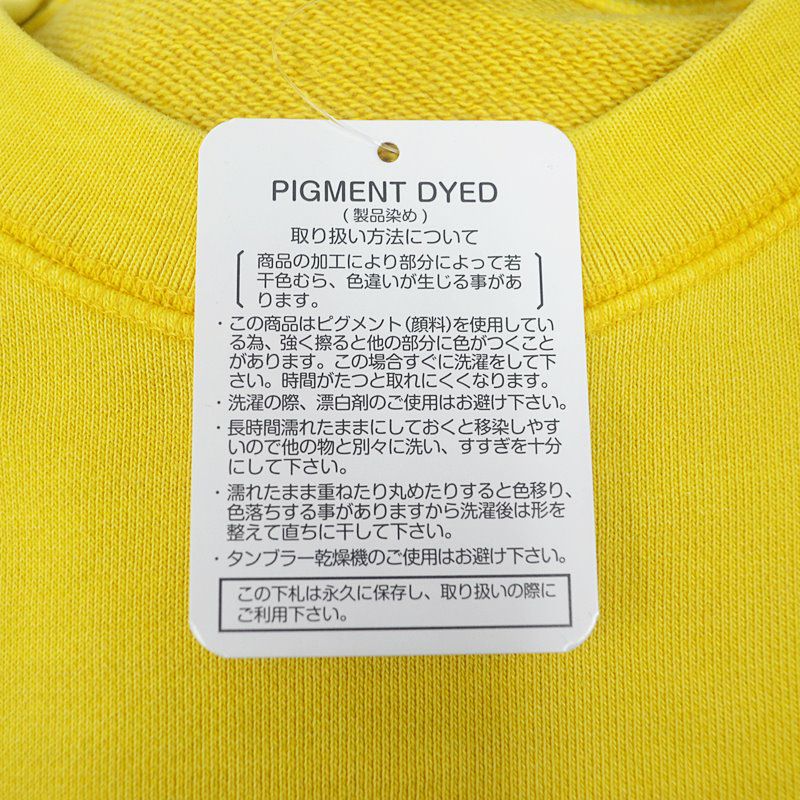 PIGMENT DYED
(製品染め)
取り扱い方法について
商品の加工により部分によって若
干色むら、色違いが生じる事があ
ります。
・この商品はピグメント(顔料)を使用してい
る為、強く擦ると他の部分に色がつくこと
があります。この場合すぐに洗濯をして下
さい。時間がたつと取れにくくなります。
・洗濯の際、漂白剤のご使用はお避け下さい。
・長時間濡れたままにしておくと移染しやす
いので他の物と別々に洗い、すすぎを十分
にして下さい。
・濡れたまま重ねたり丸めたりすると色移り、
色落ちする事がありますから洗濯後は形を
整えて直ちに干して下さい。
・タンブラー乾燥機のご使用はお避け下さい。
この下札は永久に保存し、取り扱いの際に
ご利用下さい。